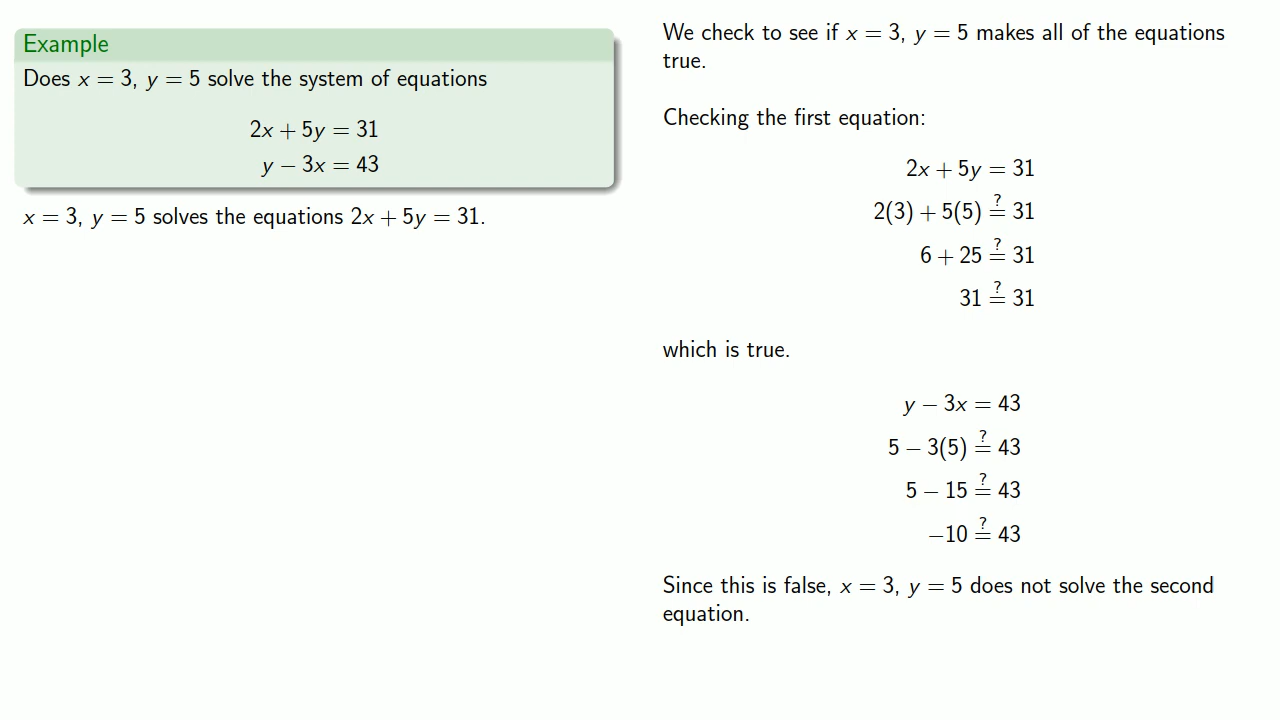 Example
Does x = 3, y = 5 solve the system of equations
2x + 5y = 31
y − 3x = 43
x = 3, y = 5 solves the equations 2x + 5y = 31.
We check to see if x = 3, y = 5 makes all of the equations
true.
Checking the first equation:
2x + 5y = 31
2(3) + 5(5) ≟ 31
6 + 25 ≟ 31
31 ≟ 31
which is true.
y − 3x = 43
5 − 3(5) ≟ 43
5 − 15 ≟ 43
−10 ≟ 43
Since this is false, x = 3, y = 5 does not solve the second
equation.